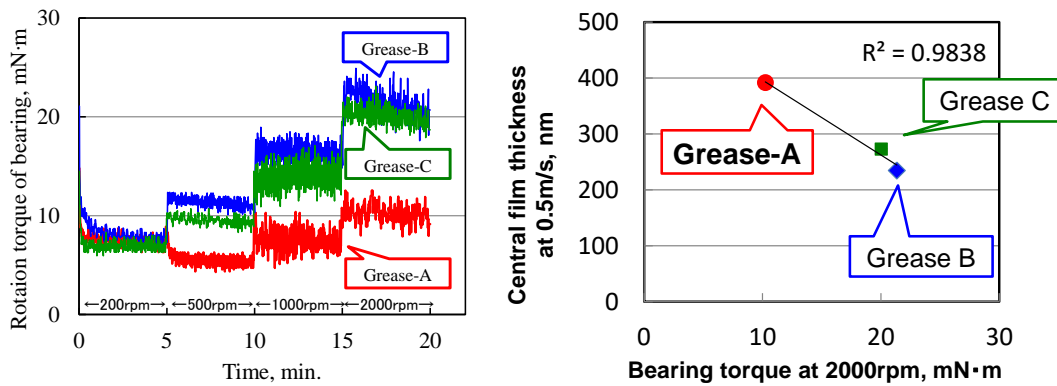 Rotaion torque of bearing, mN·m
30
20
10
0
Grease-B
Grease-C
Grease-A
←200rpm→
←500rpm→
←1000rpm→
←2000rpm→
0
5
10
15
20
Time, min.
Central film thickness
at 0.5m/s, nm
500
400
300
200
100
0
R² = 0.9838
Grease-A
Grease C
Grease B
0
10
20
30
Bearing torque at 2000rpm, mN・m